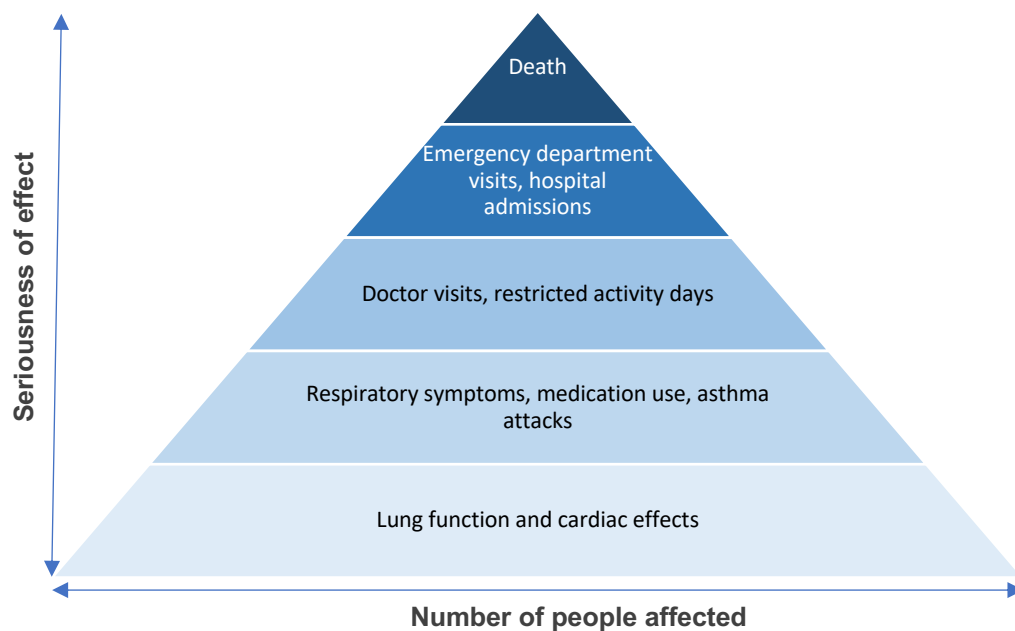 Death
Emergency department
visits, hospital
admissions
Doctor visits, restricted activity days
Respiratory symptoms, medication use, asthma
attacks
Lung function and cardiac effects
Seriousness of effect
Number of people affected